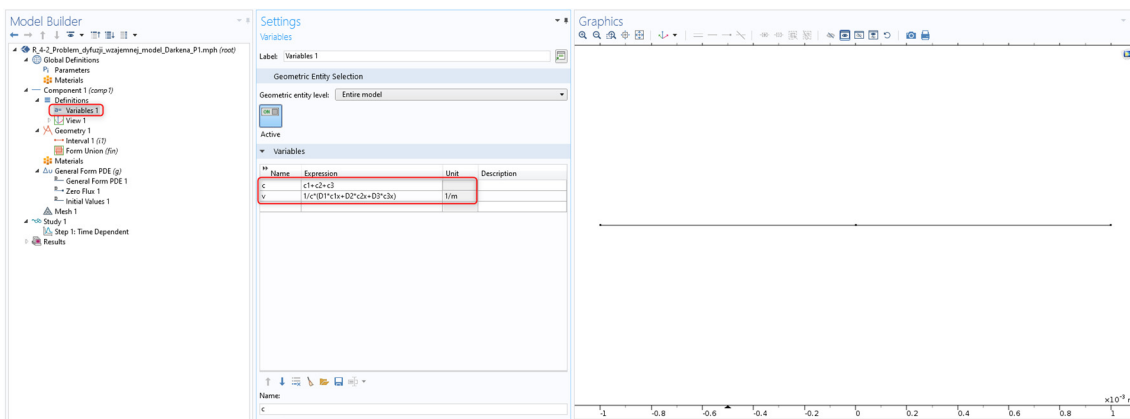 Model Builder
R_4-2_Problem_dyfuzji_wzajemnej_model_Darkena_P1.mph (root)
Global Definitions
Pi Parameters
Materials
Component 1 (comp1)
Definitions
a= Variables 1
View 1
Geometry 1
Interval 1 (i1)
Form Union (fin)
Materials
Δu General Form PDE (g)
General Form PDE 1
Zero Flux 1
Initial Values 1
Mesh 1
Study 1
Step 1: Time Dependent
Results
Settings
Variables
Label: Variables 1
Geometric Entity Selection
Geometric entity level: Entire model
Active
Variables
Name Expression Unit Description
c c1+c2+c3
v 1/c*(D1*c1x+D2*c2x+D3*c3x) 1/m
Name:
c
Graphics
×10⁻³
-1 -0.8 -0.6 -0.4 -0.2 0 0.2 0.4 0.6 0.8 1